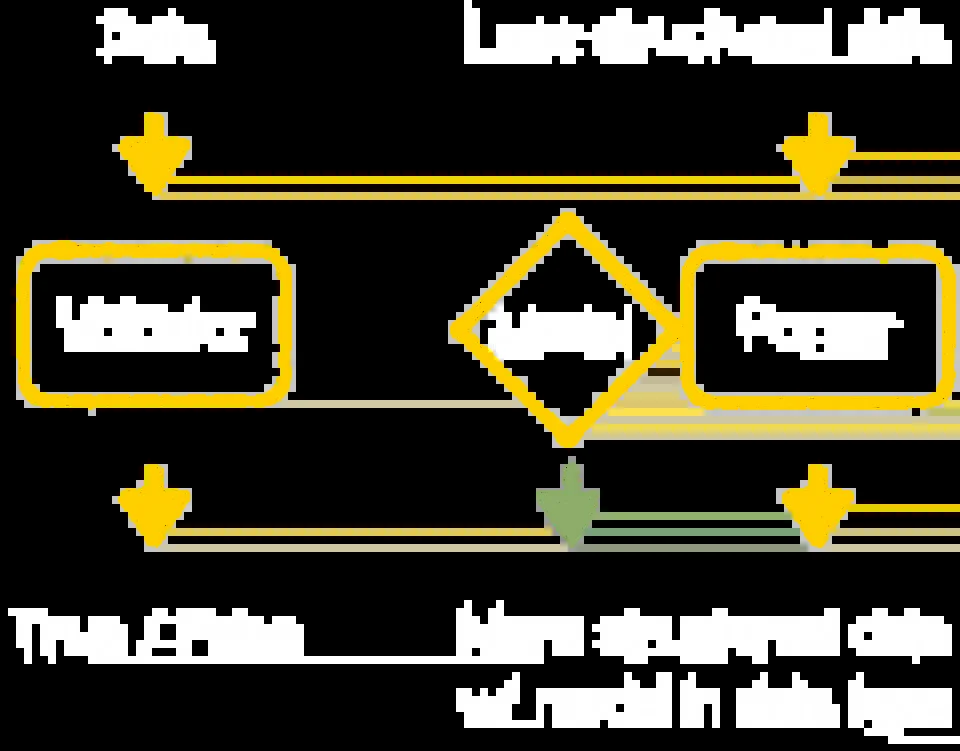 Data
Less-structured data
Validator
Model
Parser
True / False
More structured data
w/ model in data type